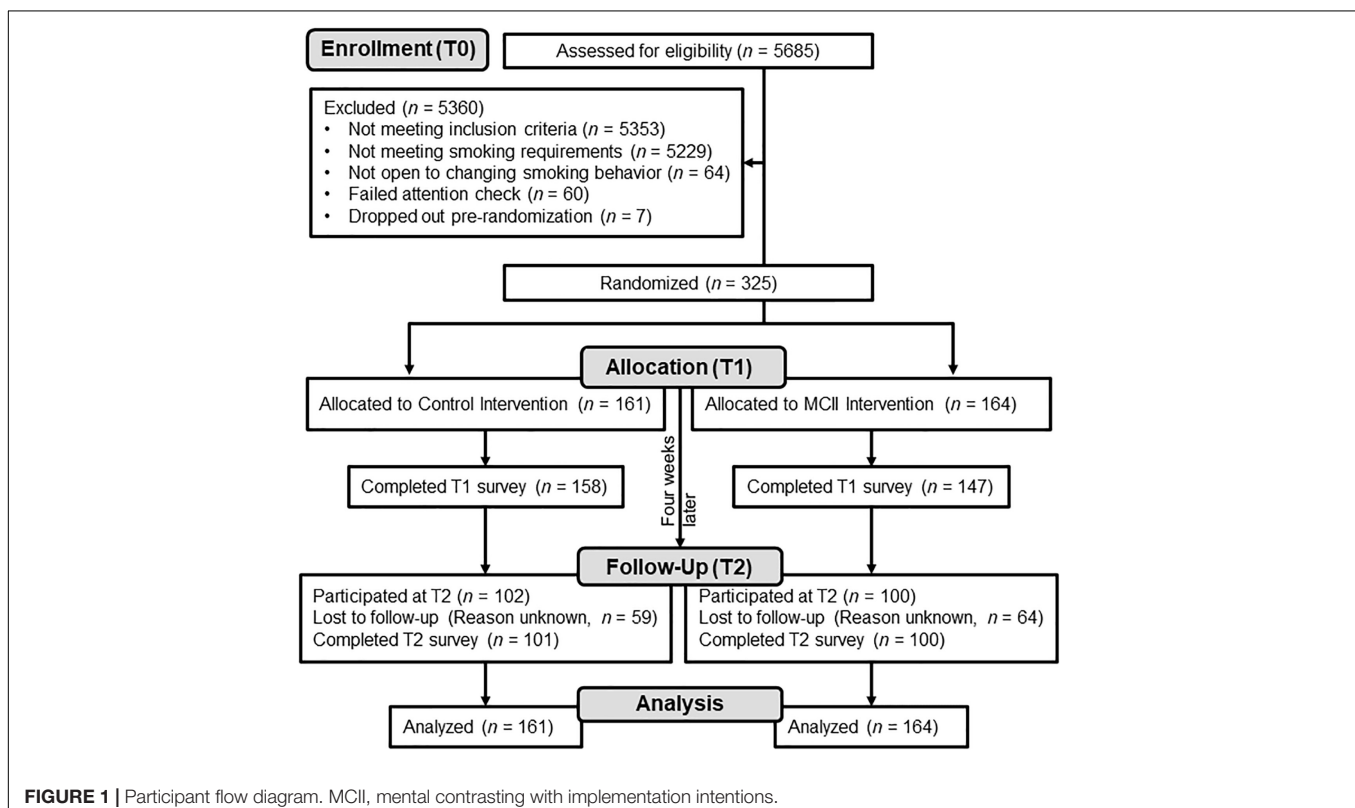 Enrollment (T0)
Assessed for eligibility (n = 5685)
Excluded (n = 5360)
• Not meeting inclusion criteria (n = 5353)
• Not meeting smoking requirements (n = 5229)
• Not open to changing smoking behavior (n = 64)
• Failed attention check (n = 60)
• Dropped out pre-randomization (n = 7)
Randomized (n = 325)
Allocation (T1)
Allocated to Control Intervention (n = 161)
Allocated to MCII Intervention (n = 164)
Four weeks
later
Completed T1 survey (n = 158)
Completed T1 survey (n = 147)
Follow-Up (T2)
Participated at T2 (n = 102)
Lost to follow-up (Reason unknown, n = 59)
Completed T2 survey (n = 101)
Participated at T2 (n = 100)
Lost to follow-up (Reason unknown, n = 64)
Completed T2 survey (n = 100)
Analysis
Analyzed (n = 161)
Analyzed (n = 164)
FIGURE 1 | Participant flow diagram. MCII, mental contrasting with implementation intentions.